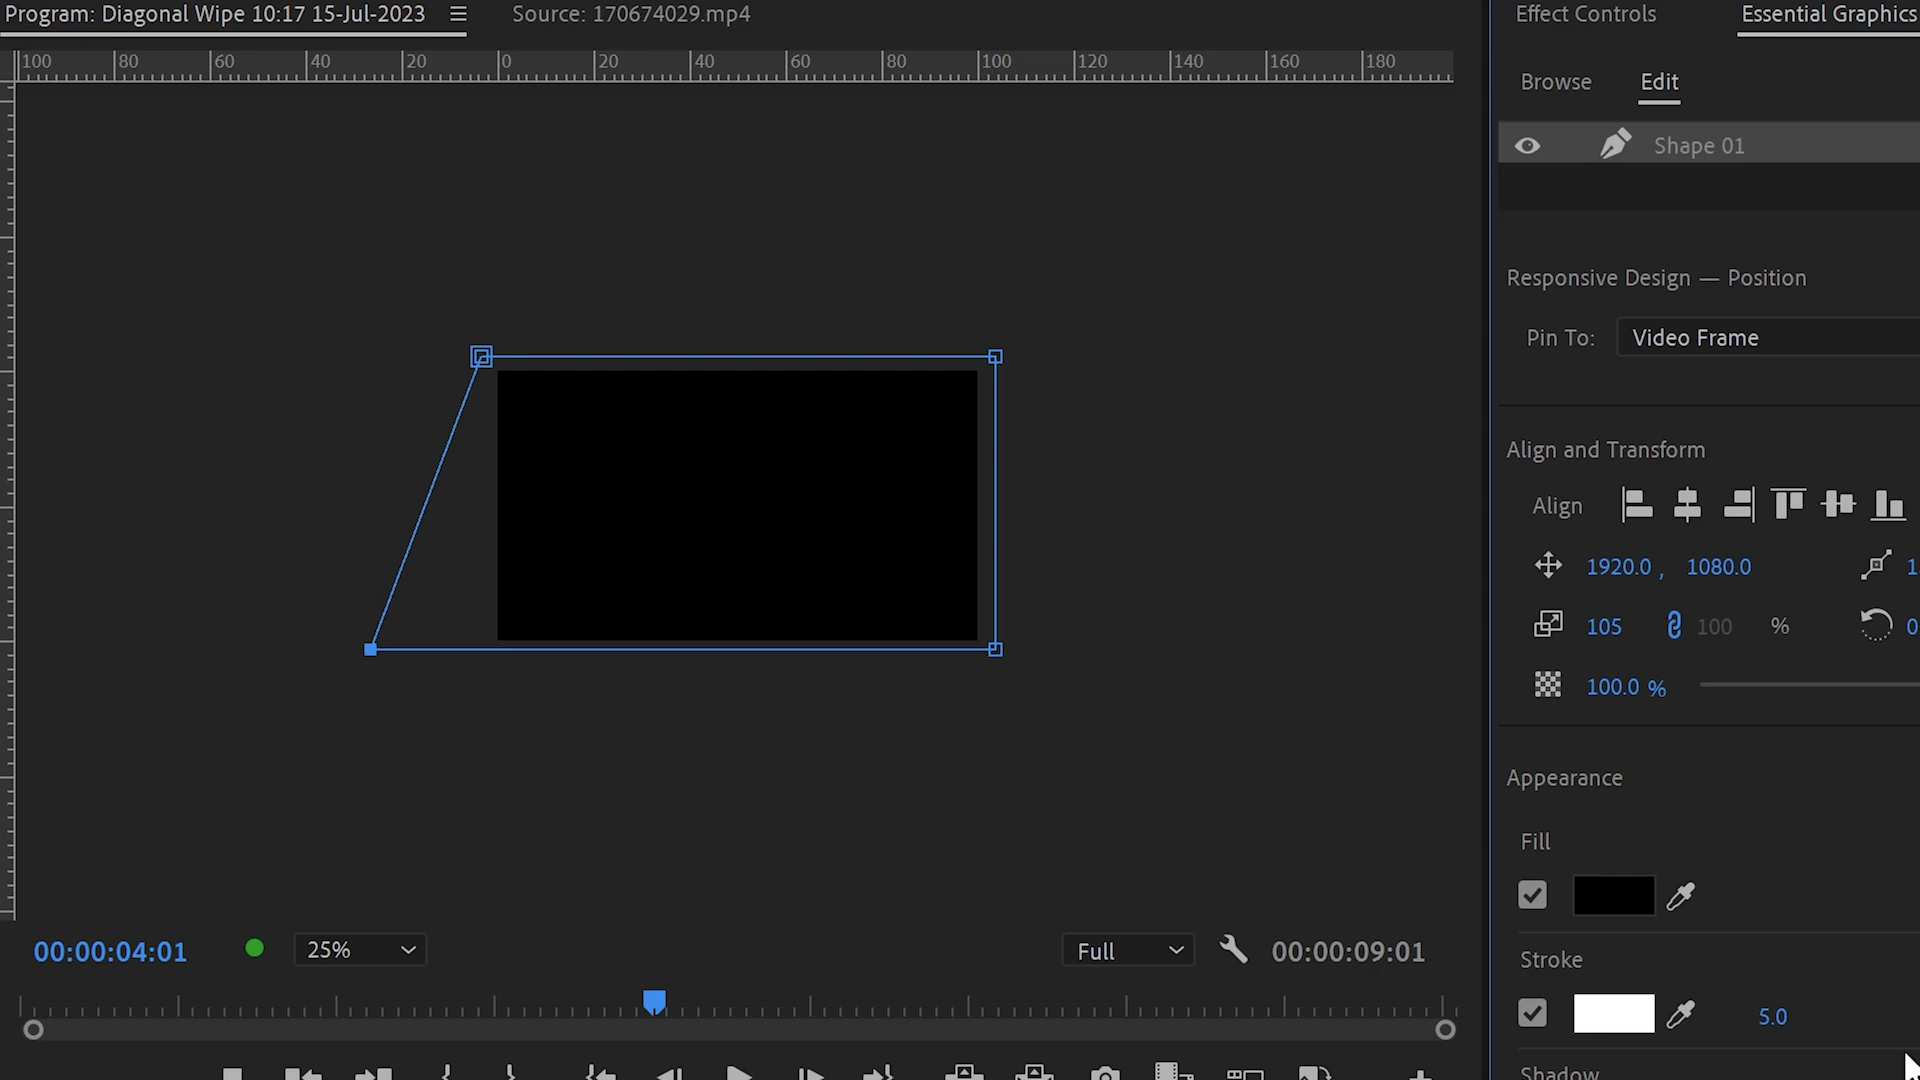 Program: Diagonal Wipe 10:17 15-Jul-2023
Source: 170674029.mp4
Effect Controls
Essential Graphics
100 80 60 40 20 0 20 40 60 80 100 120 140 160 180
Browse
Edit
Shape 01
Responsive Design — Position
Pin To:
Video Frame
Align and Transform
Align
1920.0 , 1080.0
1
105
100
%
0
100.0 %
Appearance
Fill
00:00:04:01
25%
Full
00:00:09:01
Stroke
5.0
Shadow